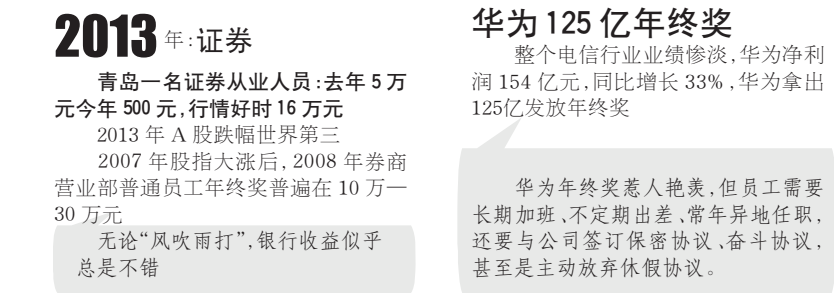 2013年:证券
青岛一名证券从业人员:去年5万
元今年500元,行情好时16万元
2013年A股跌幅世界第三
2007年股指大涨后,2008年券商
营业部普通员工年终奖普遍在10万—
30万元
无论“风吹雨打”,银行收益似乎
总是不错
华为125亿年终奖
整个电信行业业绩惨淡,华为净利
润154亿元,同比增长33%,华为拿出
125亿发放年终奖
华为年终奖惹人艳羡,但员工需要
长期加班、不定期出差、常年异地任职,
还要与公司签订保密协议、奋斗协议,
甚至是主动放弃休假协议。